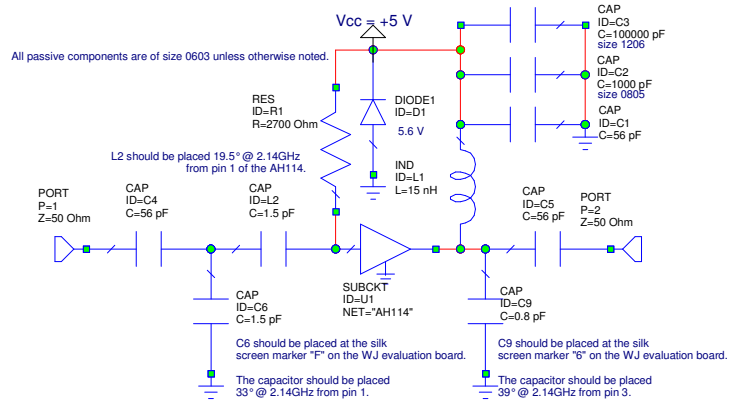 Vcc = +5 V
CAP
ID=C3
C=100000 pF
size 1206
All passive components are of size 0603 unless otherwise noted.
CAP
ID=C2
C=1000 pF
size 0805
RES
ID=R1
R=2700 Ohm
DIODE1
ID=D1
5.6 V
CAP
ID=C1
C=56 pF
L2 should be placed 19.5° @ 2.14GHz
from pin 1 of the AH114.
IND
ID=L1
L=15 nH
PORT
P=1
Z=50 Ohm
CAP
ID=C4
C=56 pF
CAP
ID=L2
C=1.5 pF
CAP
ID=C5
C=56 pF
PORT
P=2
Z=50 Ohm
CAP
ID=C6
C=1.5 pF
SUBCKT
ID=U1
NET="AH114"
CAP
ID=C9
C=0.8 pF
C6 should be placed at the silk
screen marker "F" on the WJ evaluation board.
The capacitor should be placed
33° @ 2.14GHz from pin 1.
C9 should be placed at the silk
screen marker "6" on the WJ evaluation board.
The capacitor should be placed
39° @ 2.14GHz from pin 3.